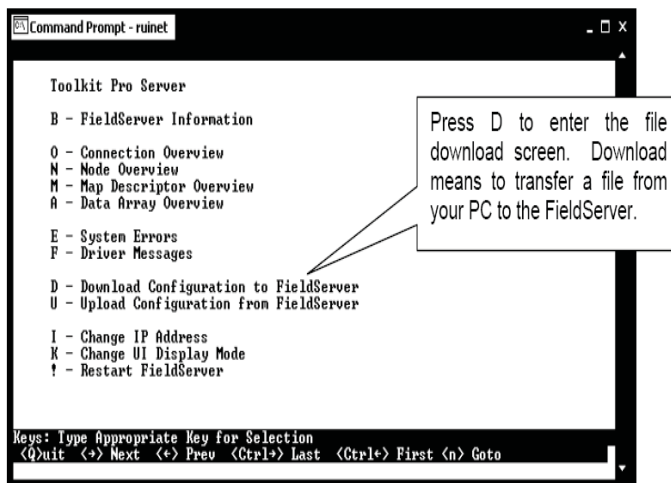 Command Prompt - ruinet
Toolkit Pro Server
B - FieldServer Information
O - Connection Overview
N - Node Overview
M - Map Descriptor Overview
A - Data Array Overview
E - System Errors
F - Driver Messages
D - Download Configuration to FieldServer
U - Upload Configuration from FieldServer
I - Change IP Address
K - Change UI Display Mode
! - Restart FieldServer
Keys: Type Appropriate Key for Selection
<Q>uit <→> Next <←> Prev <Ctrl→> Last <Ctrl←> First <n> Goto
Press D to enter the file
download screen. Download
means to transfer a file from
your PC to the FieldServer.